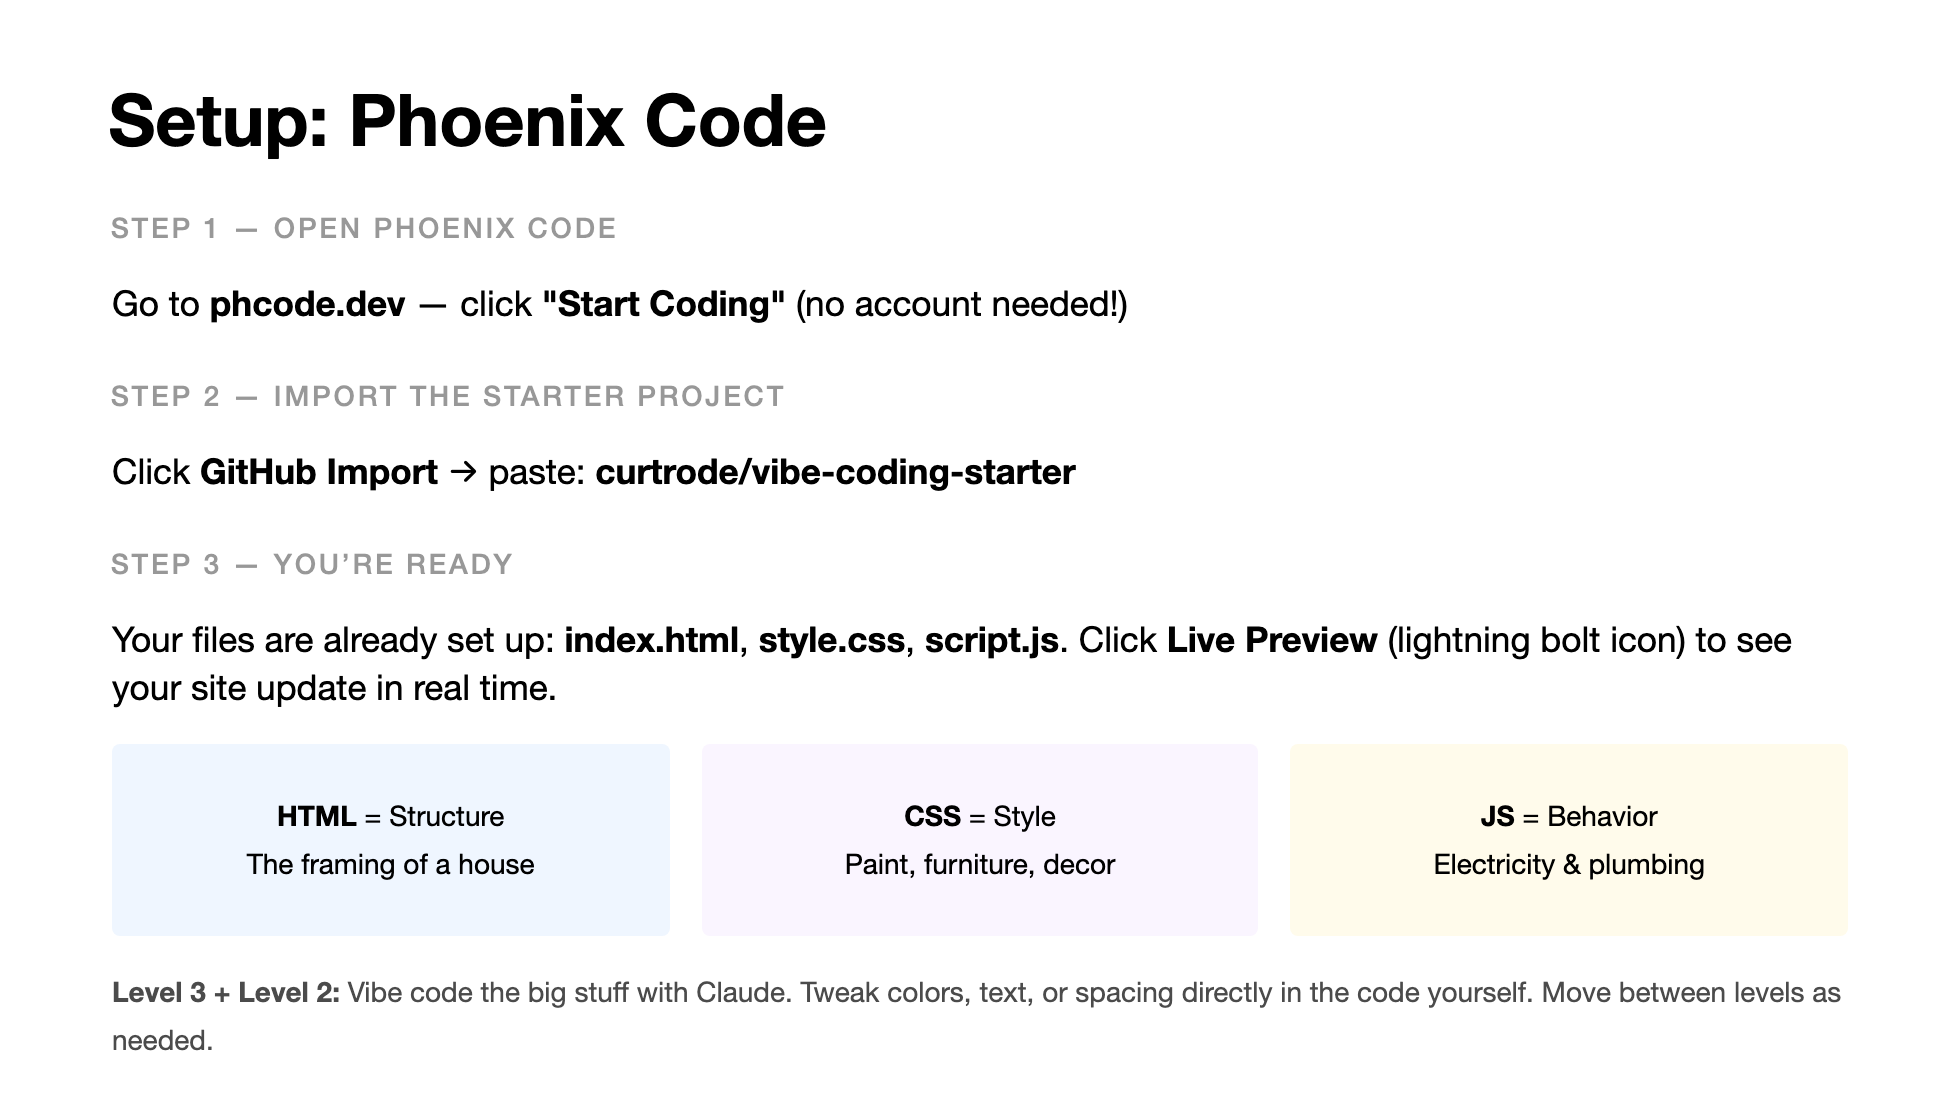 Setup: Phoenix Code
STEP 1 — OPEN PHOENIX CODE
Go to phcode.dev — click "Start Coding" (no account needed!)
STEP 2 — IMPORT THE STARTER PROJECT
Click GitHub Import → paste: curtrode/vibe-coding-starter
STEP 3 — YOU’RE READY
Your files are already set up: index.html, style.css, script.js. Click Live Preview (lightning bolt icon) to see
your site update in real time.
HTML = Structure
The framing of a house
CSS = Style
Paint, furniture, decor
JS = Behavior
Electricity & plumbing
Level 3 + Level 2: Vibe code the big stuff with Claude. Tweak colors, text, or spacing directly in the code yourself. Move between levels as
needed.